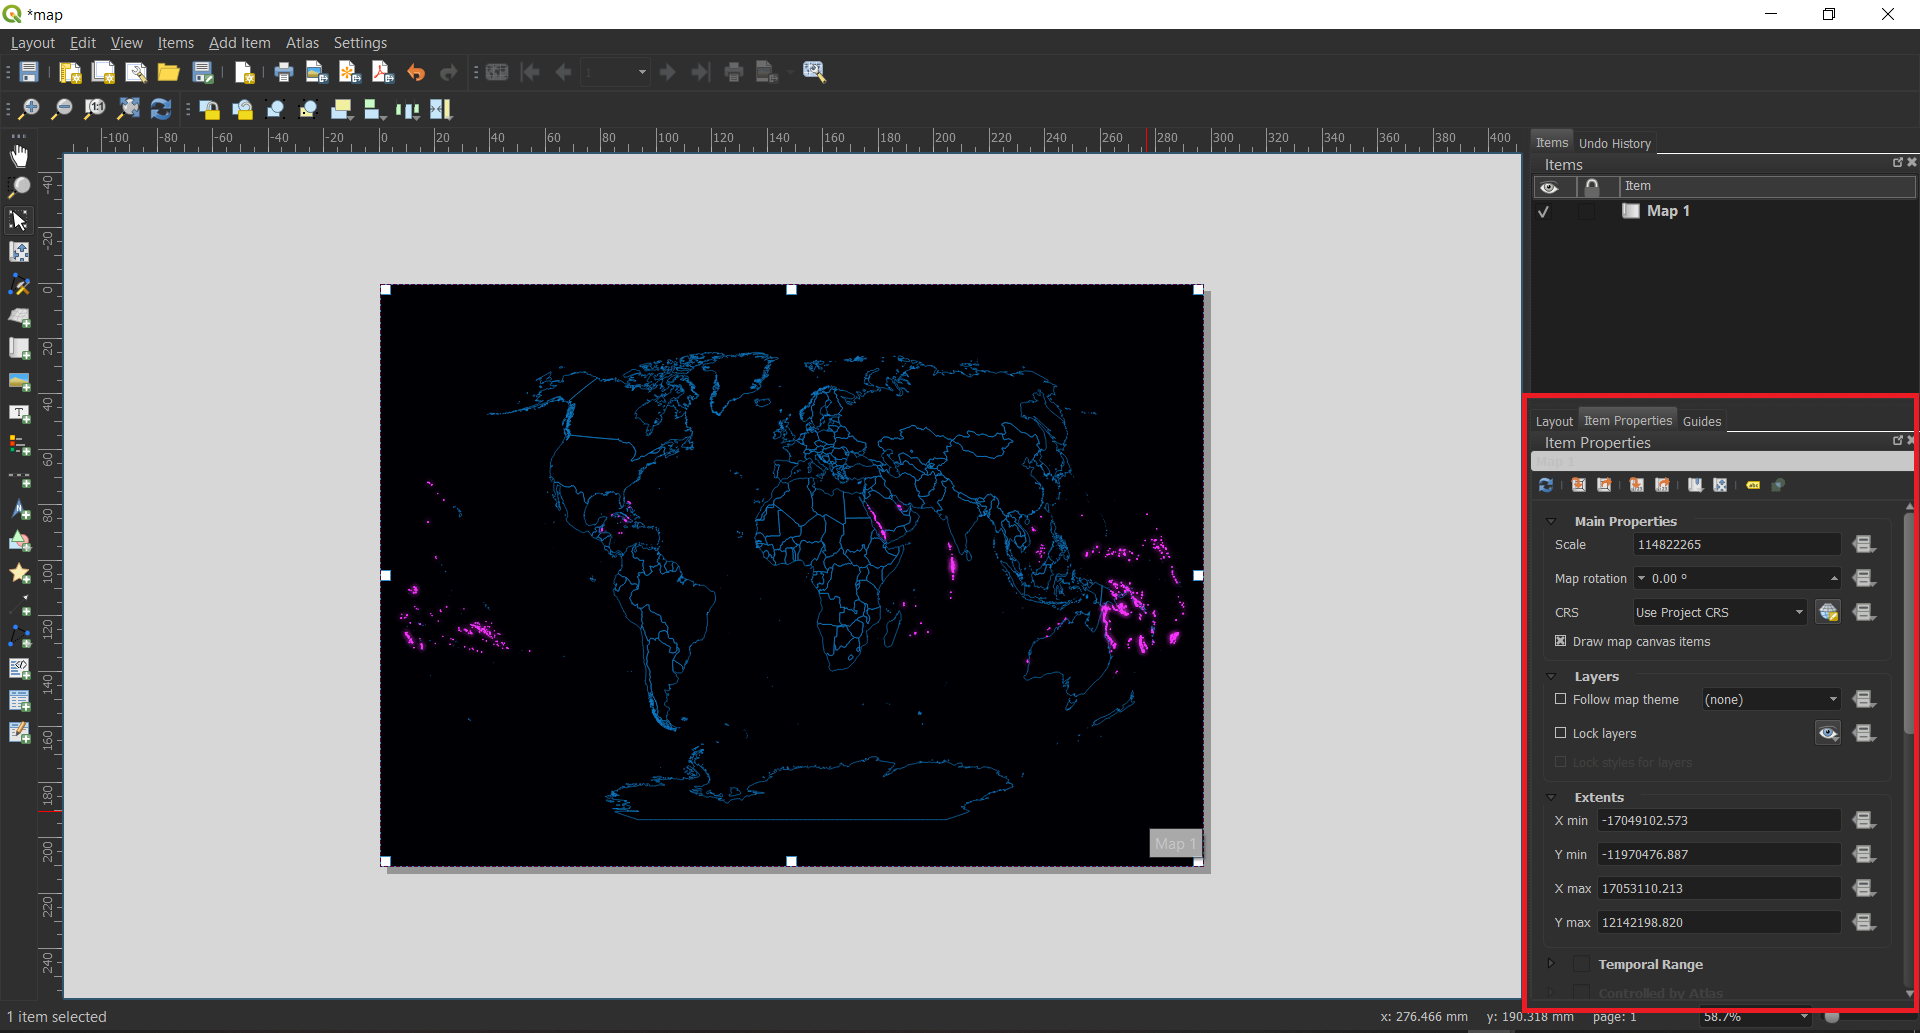 *map
Layout Edit View Items Add Item Atlas Settings
1
-100 -80 -60 -40 -20 0 20 40 60 80 100 120 140 160 180 200 220 240 260 280 300 320 340 360 380 400
-40
-20
0
20
40
60
80
100
120
140
160
180
200
220
240
Map 1
Items Undo History
Items
Item
Map 1
Layout Item Properties Guides
Item Properties
Map 1
Main Properties
Scale 114822265
Map rotation 0.00 °
CRS Use Project CRS
Draw map canvas items
Layers
Follow map theme (none)
Lock layers
Lock styles for layers
Extents
X min -17049102.573
Y min -11970476.887
X max 17053110.213
Y max 12142198.820
Temporal Range
Controlled by Atlas
1 item selected
x: 276.466 mm y: 190.318 mm page: 1 58.7%